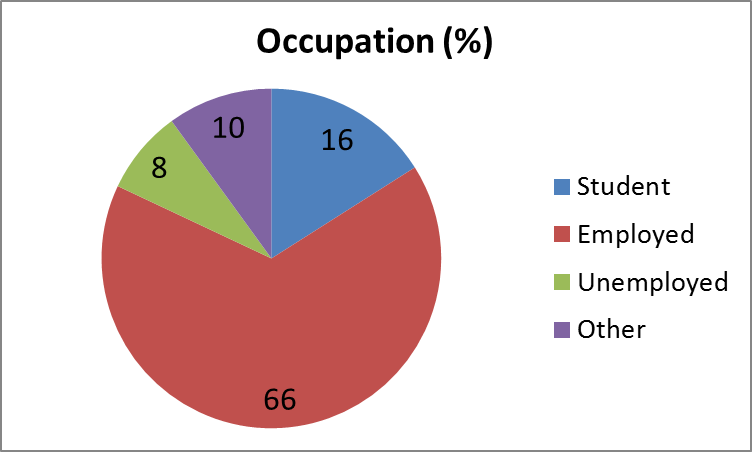 Occupation (%)
10
16
8
66
Student
Employed
Unemployed
Other